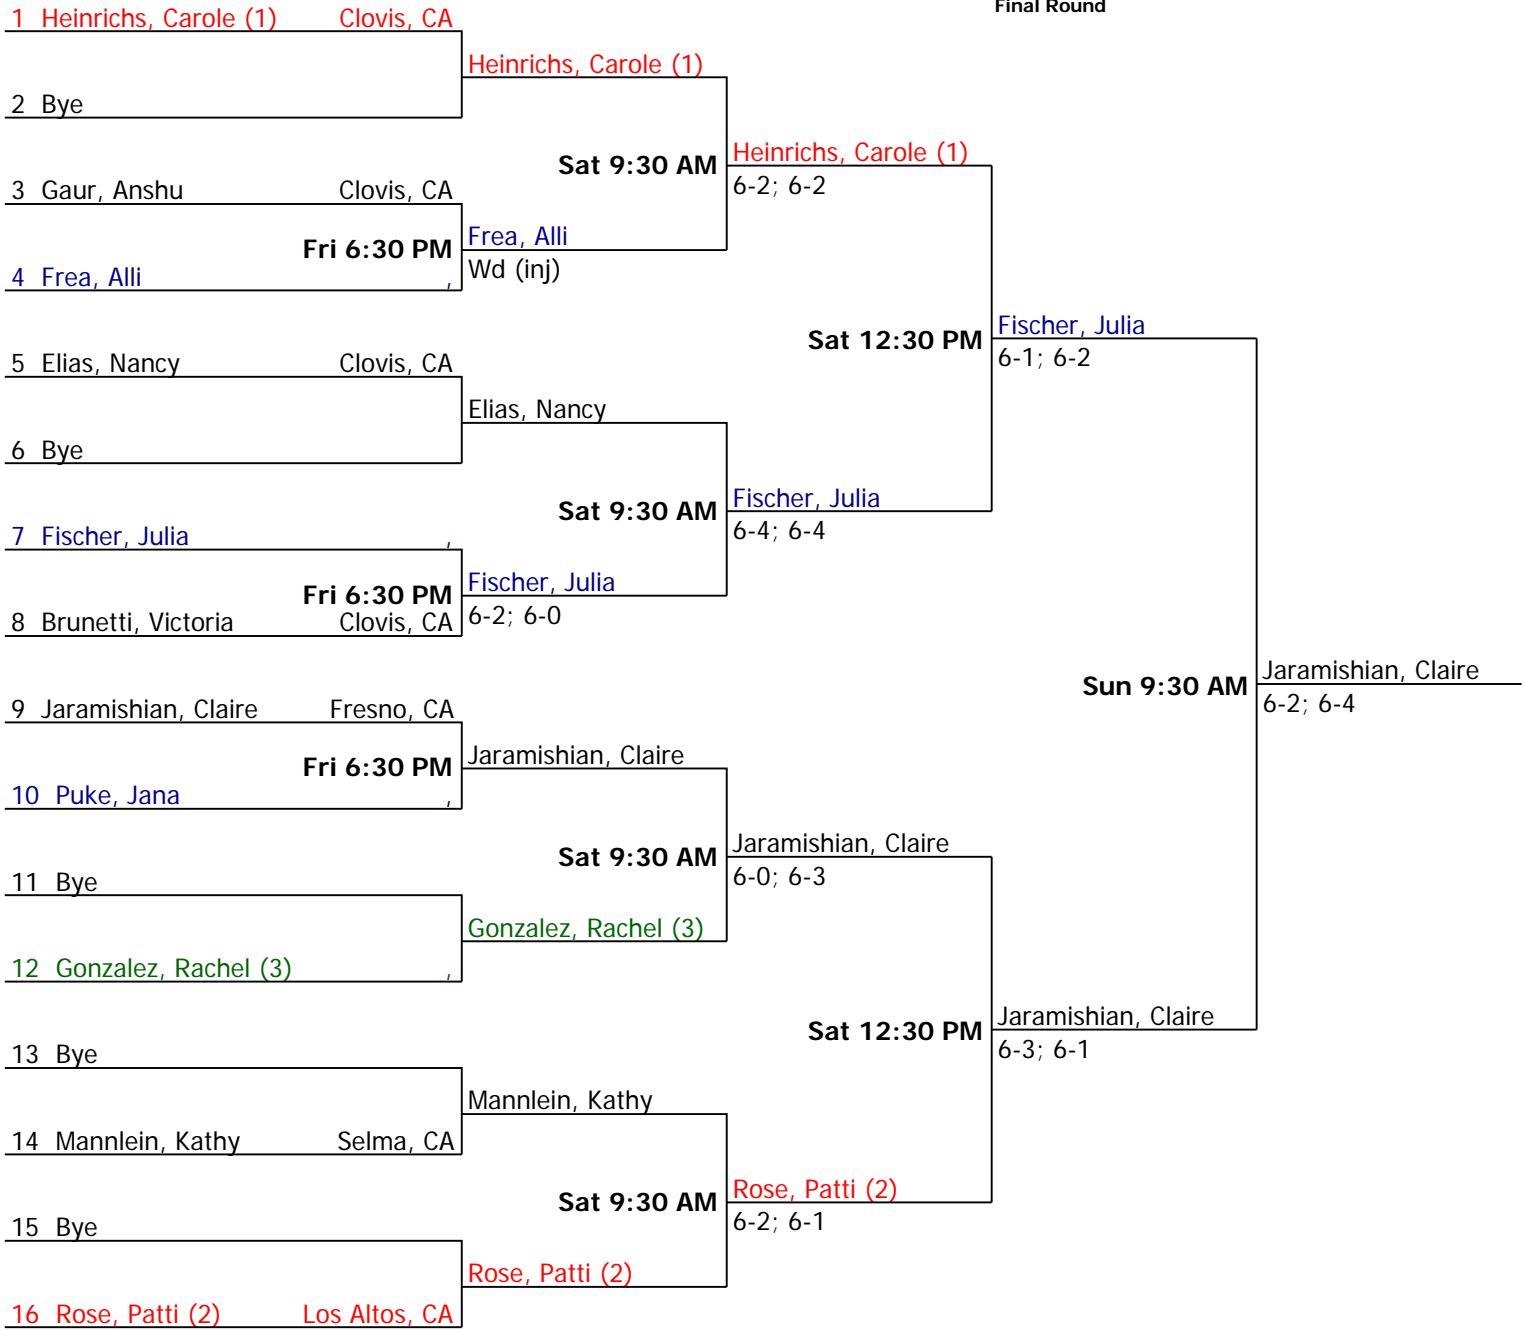 Final Round
1 Heinrichs, Carole (1) Clovis, CA
Heinrichs, Carole (1)
2 Bye
Sat 9:30 AM
Heinrichs, Carole (1)
6-2; 6-2
3 Gaur, Anshu Clovis, CA
Fri 6:30 PM
Frea, Alli
Wd (inj)
4 Frea, Alli ,
Sat 12:30 PM
Fischer, Julia
6-1; 6-2
5 Elias, Nancy Clovis, CA
Elias, Nancy
6 Bye
Sat 9:30 AM
Fischer, Julia
6-4; 6-4
7 Fischer, Julia ,
Fri 6:30 PM
Fischer, Julia
6-2; 6-0
8 Brunetti, Victoria Clovis, CA
Sun 9:30 AM
Jaramishian, Claire
6-2; 6-4
9 Jaramishian, Claire Fresno, CA
Fri 6:30 PM
Jaramishian, Claire
10 Puke, Jana ,
Sat 9:30 AM
Jaramishian, Claire
6-0; 6-3
11 Bye
Gonzalez, Rachel (3)
12 Gonzalez, Rachel (3) ,
Sat 12:30 PM
Jaramishian, Claire
6-3; 6-1
13 Bye
Mannlein, Kathy
14 Mannlein, Kathy Selma, CA
Sat 9:30 AM
Rose, Patti (2)
6-2; 6-1
15 Bye
Rose, Patti (2)
16 Rose, Patti (2) Los Altos, CA